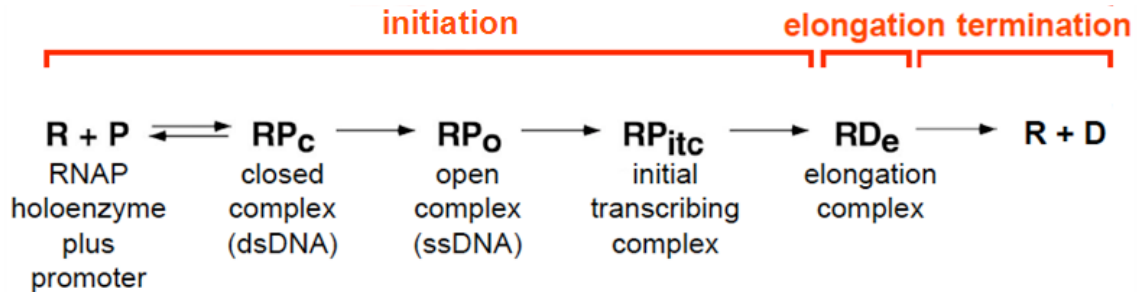 initiation elongation termination
R + P RPc RPo RPitc RDe R + D
RNAP closed open initial elongation
holoenzyme complex complex transcribing complex
plus (dsDNA) (ssDNA) complex
promoter